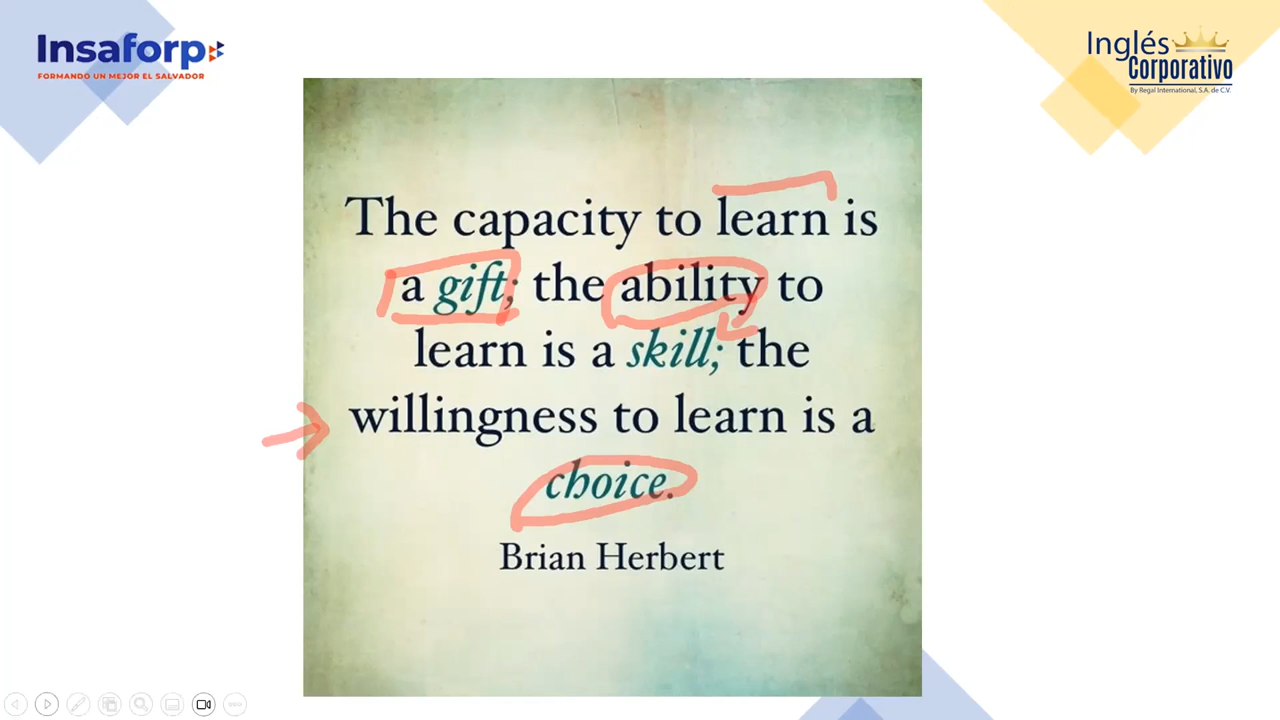 Insaforp
FORMANDO UN MEJOR EL SALVADOR
Inglés
Corporativo
By Regal International, S.A. de C.V.
The capacity to learn is
a gift; the ability to
learn is a skill; the
willingness to learn is a
choice.
Brian Herbert